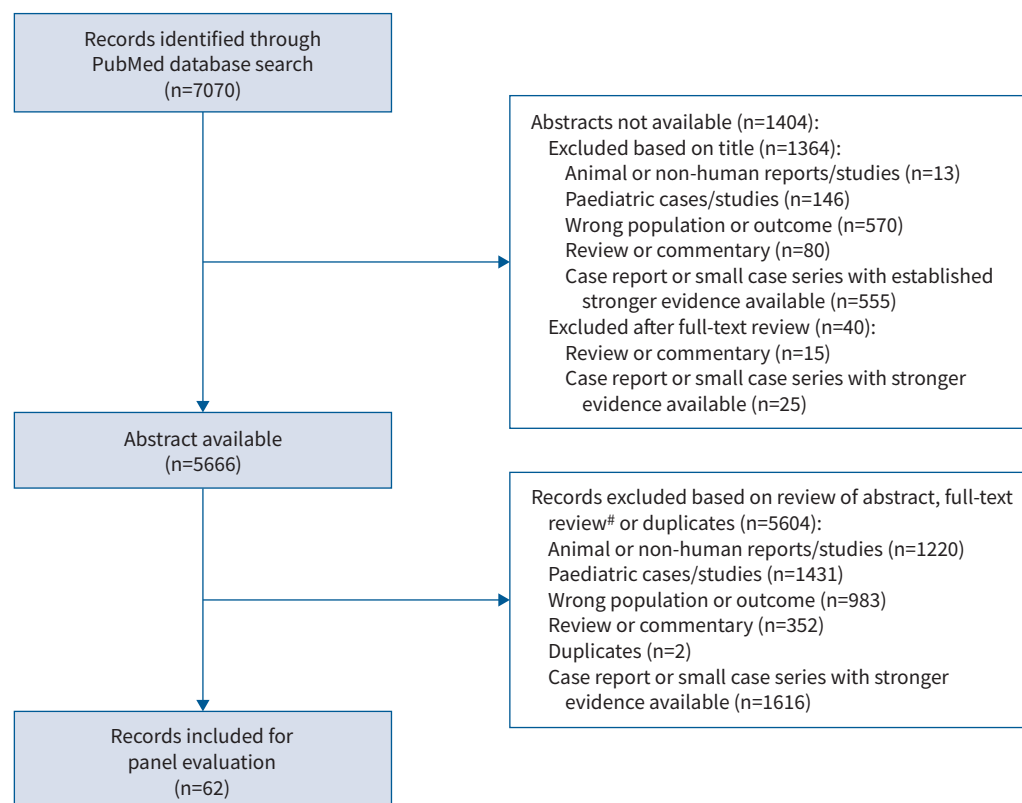 Records identified through
PubMed database search
(n=7070)
Abstracts not available (n=1404):
Excluded based on title (n=1364):
Animal or non-human reports/studies (n=13)
Paediatric cases/studies (n=146)
Wrong population or outcome (n=570)
Review or commentary (n=80)
Case report or small case series with established
stronger evidence available (n=555)
Excluded after full-text review (n=40):
Review or commentary (n=15)
Case report or small case series with stronger
evidence available (n=25)
Abstract available
(n=5666)
Records excluded based on review of abstract, full-text
review# or duplicates (n=5604):
Animal or non-human reports/studies (n=1220)
Paediatric cases/studies (n=1431)
Wrong population or outcome (n=983)
Review or commentary (n=352)
Duplicates (n=2)
Case report or small case series with stronger
evidence available (n=1616)
Records included for
panel evaluation
(n=62)